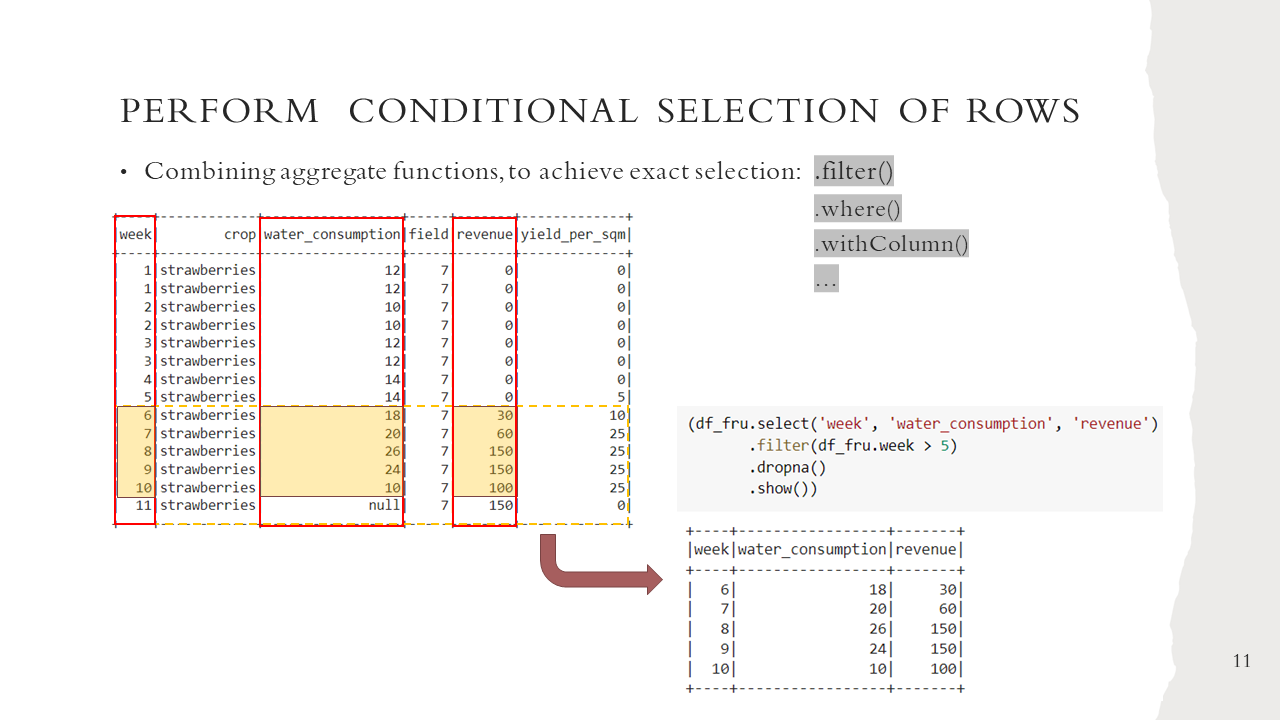 PERFORM CONDITIONAL SELECTION OF ROWS
• Combining aggregate functions, to achieve exact selection: .filter()
.where()
.withColumn()
...
+----+------------+----------------+-----+-------+-------------+
|week| crop|water_consumption|field|revenue|yield_per_sqm|
+----+------------+----------------+-----+-------+-------------+
| 1|strawberries| 12| 7| 0| 0|
| 1|strawberries| 12| 7| 0| 0|
| 2|strawberries| 10| 7| 0| 0|
| 2|strawberries| 10| 7| 0| 0|
| 3|strawberries| 12| 7| 0| 0|
| 3|strawberries| 12| 7| 0| 0|
| 4|strawberries| 14| 7| 0| 0|
| 5|strawberries| 14| 7| 0| 5|
| 6|strawberries| 18| 7| 30| 10|
| 7|strawberries| 20| 7| 60| 25|
| 8|strawberries| 26| 7| 150| 25|
| 9|strawberries| 24| 7| 150| 25|
| 10|strawberries| 10| 7| 100| 25|
| 11|strawberries| null| 7| 150| 0|
(df_fru.select('week', 'water_consumption', 'revenue')
.filter(df_fru.week > 5)
.dropna()
.show())
+----+-----------------+-------+
|week|water_consumption|revenue|
+----+-----------------+-------+
| 6| 18| 30|
| 7| 20| 60|
| 8| 26| 150|
| 9| 24| 150|
| 10| 10| 100|
+----+-----------------+-------+
11